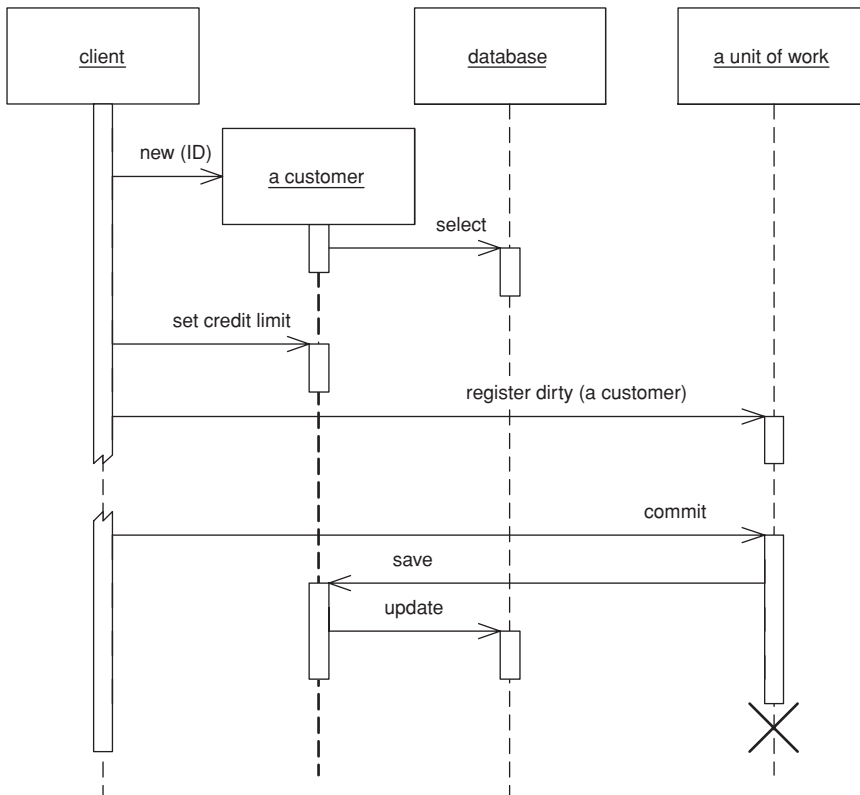 client
database
a unit of work
new (ID)
a customer
select
set credit limit
register dirty (a customer)
commit
save
update